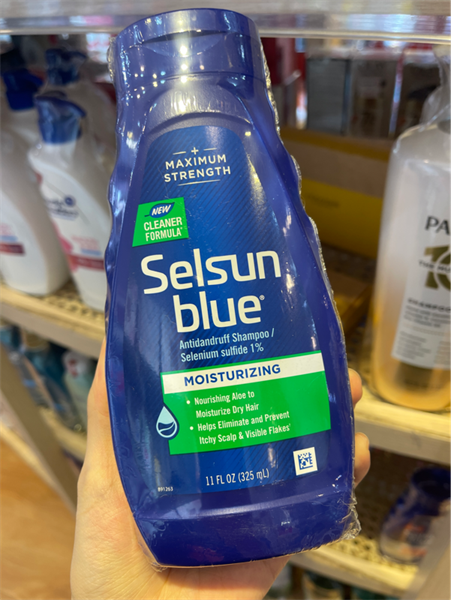 +
MAXIMUM
STRENGTH
NEW
CLEANER
FORMULA*
Selsun
blue®
Antidandruff Shampoo /
Selenium sulfide 1%
MOISTURIZING
• Nourishing Aloe to
Moisturize Dry Hair
• Helps Eliminate and Prevent
Itchy Scalp & Visible Flakes
11 FL OZ (325 mL)
PA